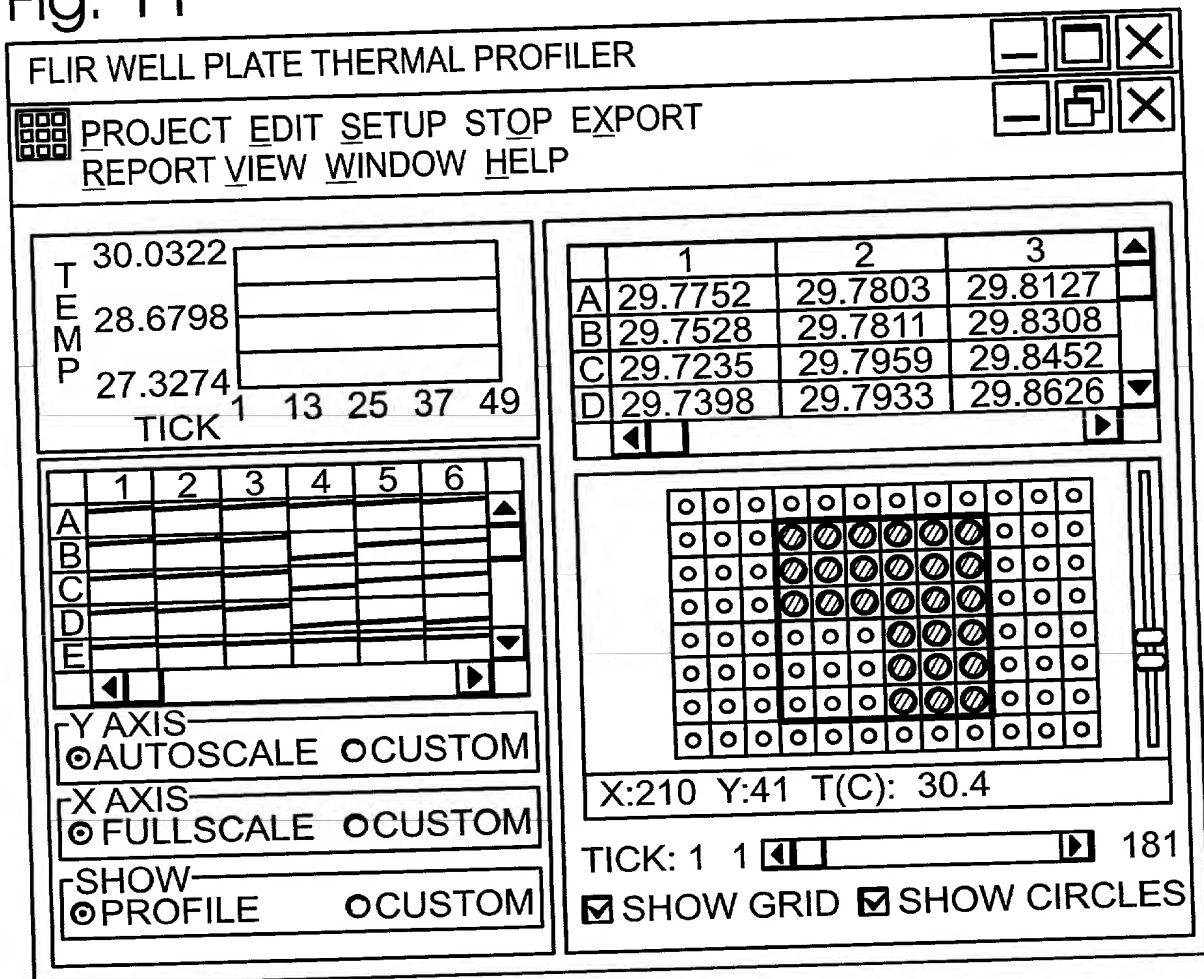 Fig. 11
FLIR WELL PLATE THERMAL PROFILER
PROJECT EDIT SETUP STOP EXPORT
REPORT VIEW WINDOW HELP
TEMP
30.0322
28.6798
27.3274
1 13 25 37 49
TICK
1 2 3
A 29.7752 29.7803 29.8127
B 29.7528 29.7811 29.8308
C 29.7235 29.7959 29.8452
D 29.7398 29.7933 29.8626
1 2 3 4 5 6
A
B
C
D
E
Y AXIS
AUTOSCALE CUSTOM
X AXIS
FULLSCALE CUSTOM
SHOW
PROFILE CUSTOM
X:210 Y:41 T(C): 30.4
TICK: 1 1 181
SHOW GRID SHOW CIRCLES